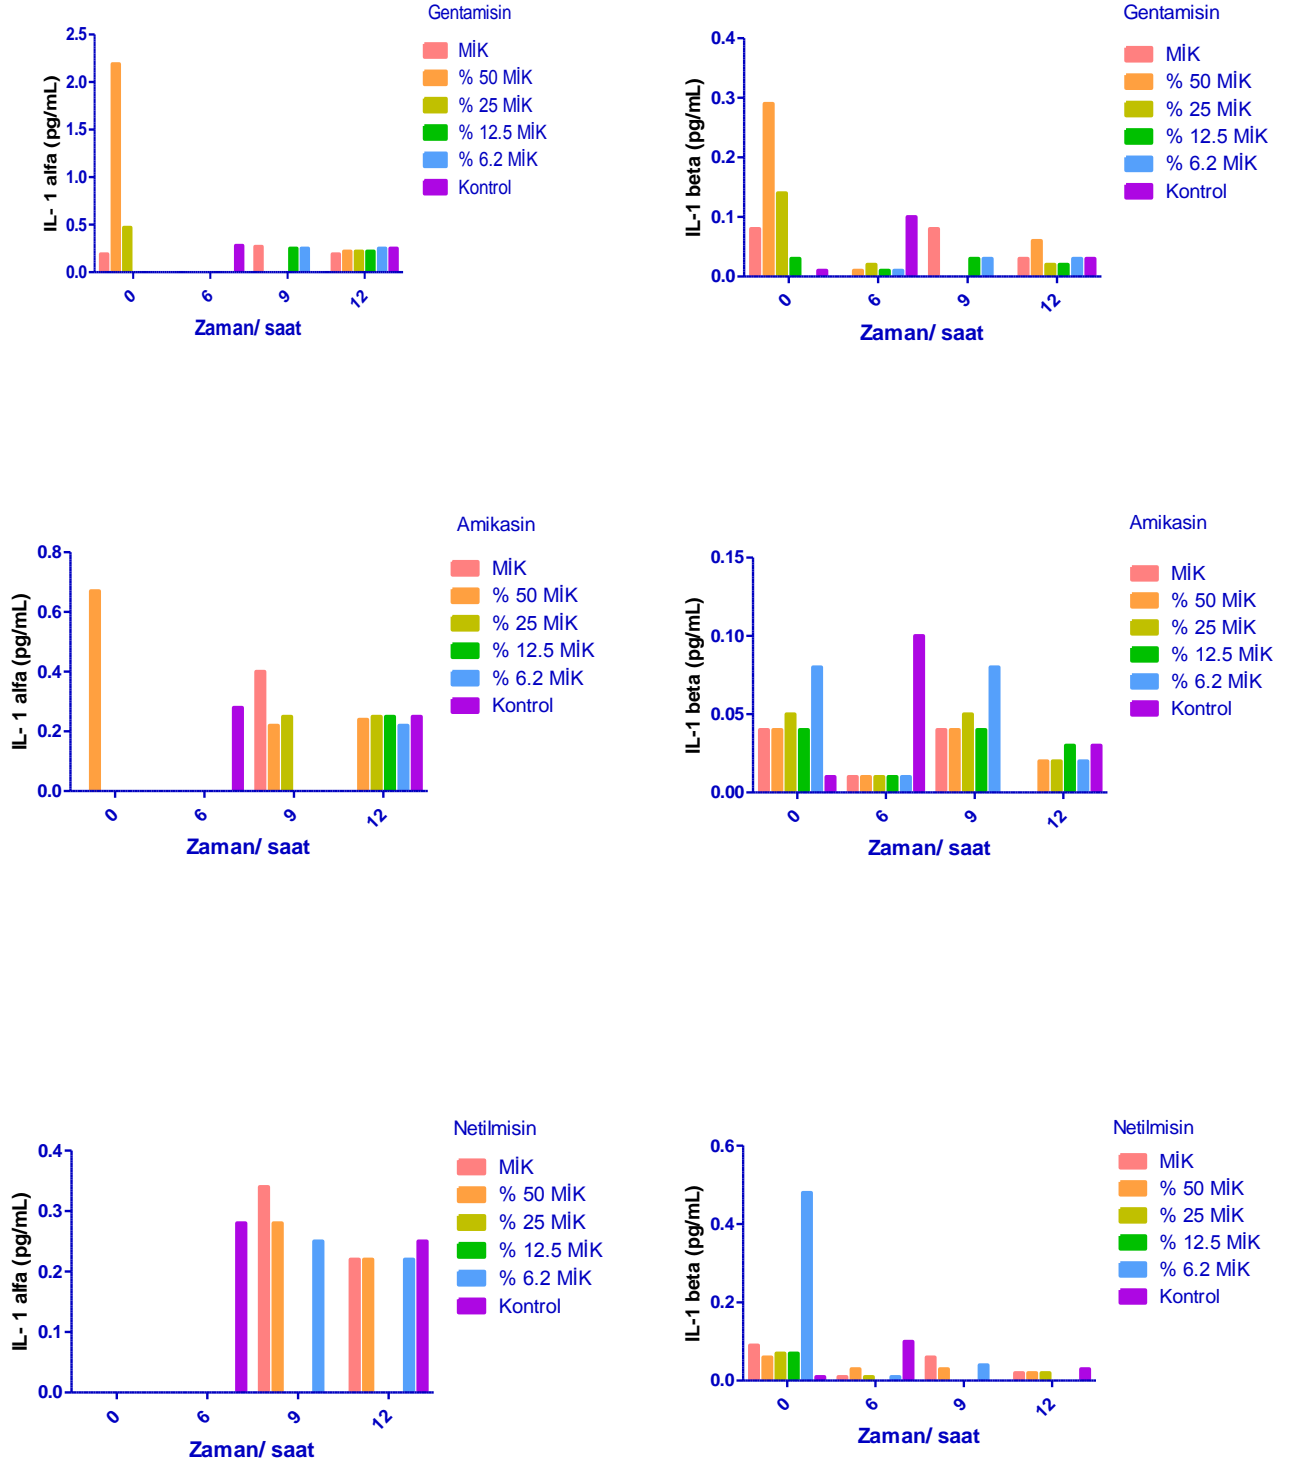 Gentamisin
IL- 1 alfa (pg/mL)
2.5
2.0
1.5
1.0
0.5
0.0
0
6
9
12
Zaman/ saat
MİK
% 50 MİK
% 25 MİK
% 12.5 MİK
% 6.2 MİK
Kontrol
Gentamisin
IL-1 beta (pg/mL)
0.4
0.3
0.2
0.1
0.0
0
6
9
12
Zaman/ saat
MİK
% 50 MİK
% 25 MİK
% 12.5 MİK
% 6.2 MİK
Kontrol
Amikasin
IL- 1 alfa (pg/mL)
0.8
0.6
0.4
0.2
0.0
0
6
9
12
Zaman/ saat
MİK
% 50 MİK
% 25 MİK
% 12.5 MİK
% 6.2 MİK
Kontrol
Amikasin
IL-1 beta (pg/mL)
0.15
0.10
0.05
0.00
0
6
9
12
Zaman/ saat
MİK
% 50 MİK
% 25 MİK
% 12.5 MİK
% 6.2 MİK
Kontrol
Netilmisin
IL- 1 alfa (pg/mL)
0.4
0.3
0.2
0.1
0.0
0
6
9
12
Zaman/ saat
MİK
% 50 MİK
% 25 MİK
% 12.5 MİK
% 6.2 MİK
Kontrol
Netilmisin
IL-1 beta (pg/mL)
0.6
0.4
0.2
0.0
0
6
9
12
Zaman/ saat
MİK
% 50 MİK
% 25 MİK
% 12.5 MİK
% 6.2 MİK
Kontrol